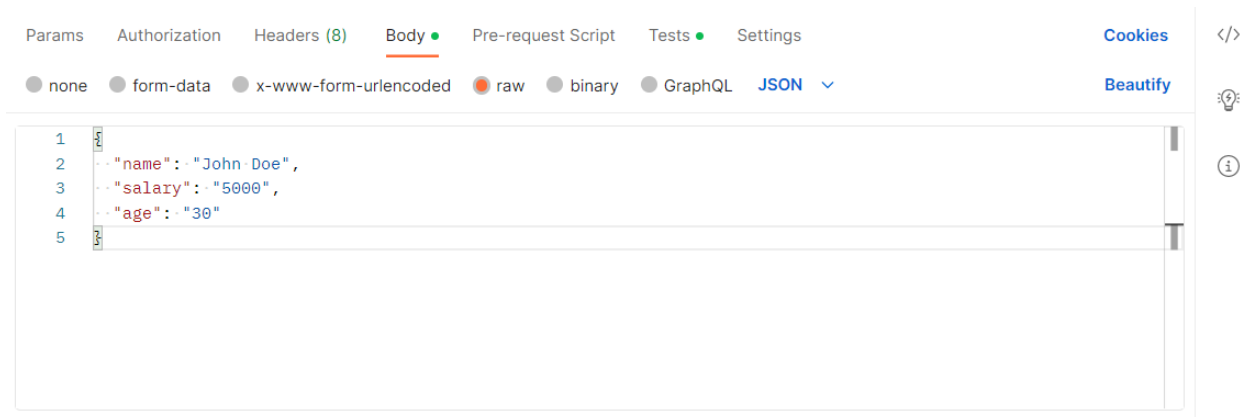 Params Authorization Headers (8) Body Pre-request Script Tests Settings Cookies
none form-data x-www-form-urlencoded raw binary GraphQL JSON Beautify
1 {
2 "name": "John Doe",
3 "salary": "5000",
4 "age": "30"
5 }